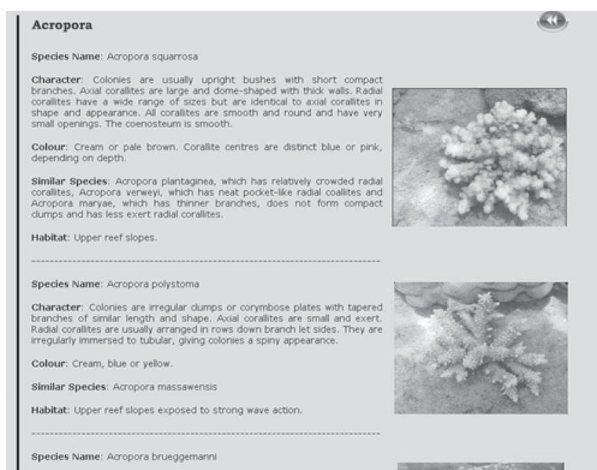 Acropora
Species Name: Acropora squarrosa
Character: Colonies are usually upright bushes with short compact
branches. Axial corallites are large and dome-shaped with thick walls. Radial
corallites have a wide range of sizes but are identical to axial corallites in
shape and appearance. All corallites are smooth and round and have very
small openings. The coenosteum is smooth.
Colour: Cream or pale brown. Corallite centres are distinct blue or pink,
depending on depth.
Similar Species: Acropora plantaginea, which has relatively crowded radial
corallites, Acropora verweyi, which has neat pocket-like radial coallites and
Acropora maryae, which has thinner branches, does not form compact
clumps and has less exert radial corallites.
Habitat: Upper reef slopes.
--------------------------------------------------------------------------------
Species Name: Acropora polystoma
Character: Colonies are irregular clumps or corymbose plates with tapered
branches of similar length and shape. Axial corallites are small and exert.
Radial corallites are usually arranged in rows down branch let sides. They are
irregularly immersed to tubular, giving colonies a spiny appearance.
Colour: Cream, blue or yellow.
Similar Species: Acropora massawensis
Habitat: Upper reef slopes exposed to strong wave action.
--------------------------------------------------------------------------------
Species Name: Acropora brueggemanni